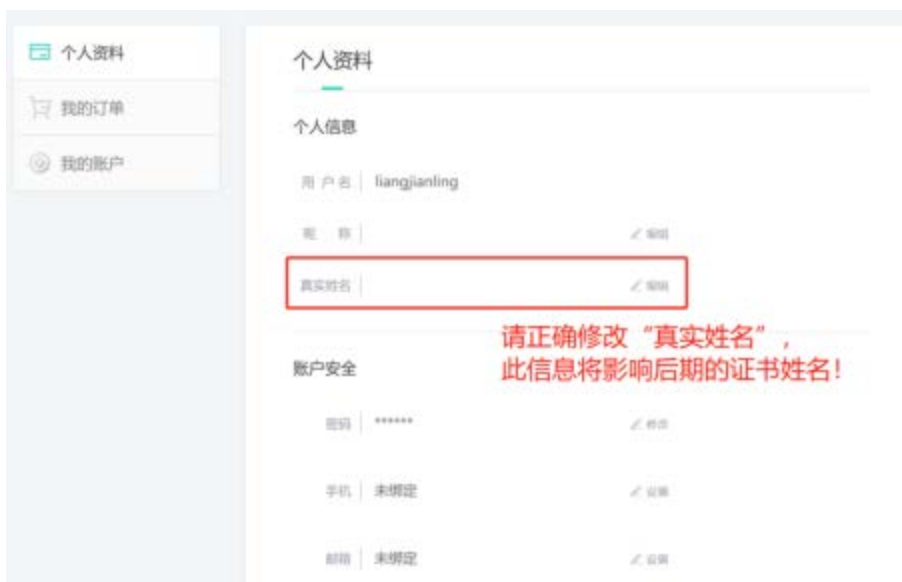 个人资料
我的订单
我的账户
个人资料
个人信息
用户名 liangjianling
昵 称 编辑
真实姓名 编辑
请正确修改“真实姓名”,
此信息将影响后期的证书姓名!
账户安全
密码 ****** 修改
手机 未绑定 设置
邮箱 未绑定 设置